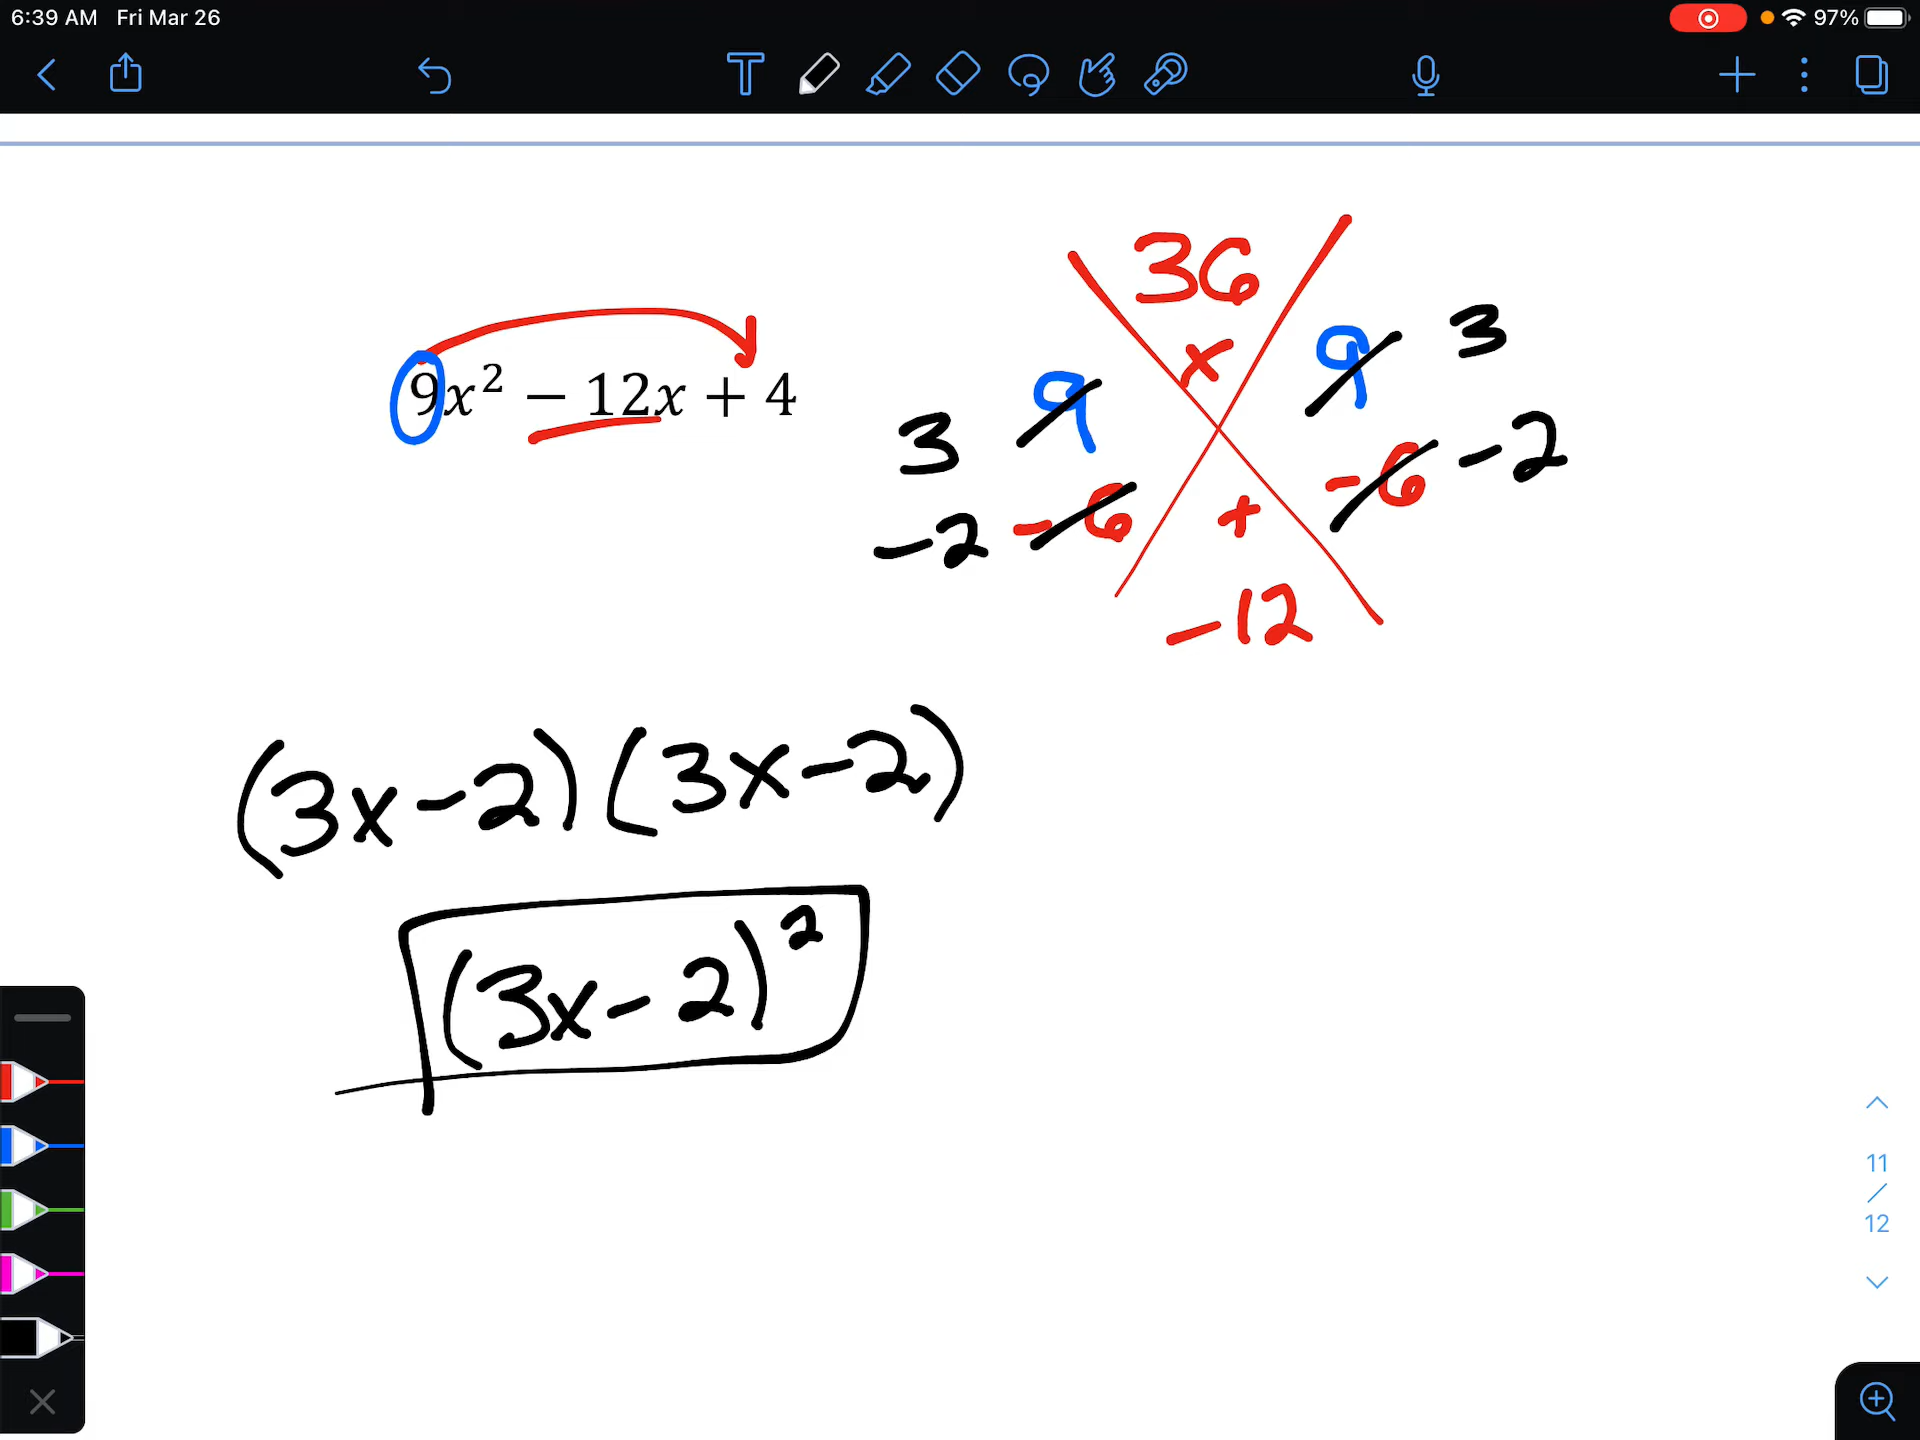 6:39 AM Fri Mar 26 97%
T
36
x
9x² − 12x + 4
9 9 3
3
-6 -6 -2
-2
+
-12
(3x-2)(3x-2)
(3x-2)²
11
/
12